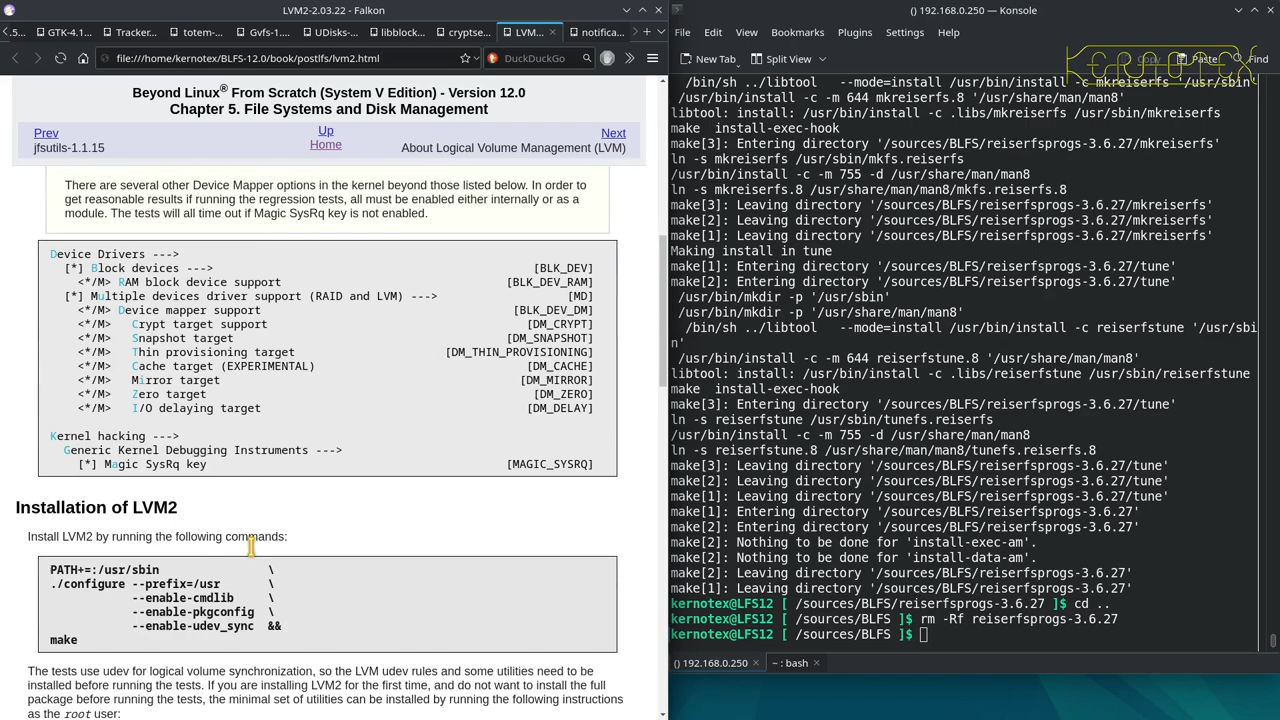 LVM2-2.03.22 — Falkon
...5. GTK-4.1... Tracker... totem-... Gvfs-1.... UDisks-... libblock... cryptse... LVM... notifica...
file:///home/kernotex/BLFS-12.0/book/postlfs/lvm2.html DuckDuckGo
Beyond Linux® From Scratch (System V Edition) - Version 12.0
Chapter 5. File Systems and Disk Management
Prev Up Next
jfsutils-1.1.15 Home About Logical Volume Management (LVM)
There are several other Device Mapper options in the kernel beyond those listed below. In order to
get reasonable results if running the regression tests, all must be enabled either internally or as a
module. The tests will all time out if Magic SysRq key is not enabled.
Device Drivers --->
[*] Block devices ---> [BLK_DEV]
<*/M> RAM block device support [BLK_DEV_RAM]
[*] Multiple devices driver support (RAID and LVM) ---> [MD]
<*/M> Device mapper support [BLK_DEV_DM]
<*/M> Crypt target support [DM_CRYPT]
<*/M> Snapshot target [DM_SNAPSHOT]
<*/M> Thin provisioning target [DM_THIN_PROVISIONING]
<*/M> Cache target (EXPERIMENTAL) [DM_CACHE]
<*/M> Mirror target [DM_MIRROR]
<*/M> Zero target [DM_ZERO]
<*/M> I/O delaying target [DM_DELAY]
Kernel hacking --->
Generic Kernel Debugging Instruments --->
[*] Magic SysRq key [MAGIC_SYSRQ]
Installation of LVM2
Install LVM2 by running the following commands:
PATH+=:/usr/sbin \
./configure --prefix=/usr \
--enable-cmdlib \
--enable-pkgconfig \
--enable-udev_sync &&
make
The tests use udev for logical volume synchronization, so the LVM udev rules and some utilities need to be
installed before running the tests. If you are installing LVM2 for the first time, and do not want to install the full
package before running the tests, the minimal set of utilities can be installed by running the following instructions
as the root user:
() 192.168.0.250 — Konsole
File Edit View Bookmarks Plugins Settings Help
New Tab Split View Copy Paste Find
KERNOTEX
/bin/sh ../libtool --mode=install /usr/bin/install -c mkreiserfs '/usr/sbin'
/usr/bin/install -c -m 644 mkreiserfs.8 '/usr/share/man/man8'
libtool: install: /usr/bin/install -c .libs/mkreiserfs /usr/sbin/mkreiserfs
make install-exec-hook
make[3]: Entering directory '/sources/BLFS/reiserfsprogs-3.6.27/mkreiserfs'
ln -s mkreiserfs /usr/sbin/mkfs.reiserfs
/usr/bin/install -c -m 755 -d /usr/share/man/man8
ln -s mkreiserfs.8 /usr/share/man/man8/mkfs.reiserfs.8
make[3]: Leaving directory '/sources/BLFS/reiserfsprogs-3.6.27/mkreiserfs'
make[2]: Leaving directory '/sources/BLFS/reiserfsprogs-3.6.27/mkreiserfs'
make[1]: Leaving directory '/sources/BLFS/reiserfsprogs-3.6.27/mkreiserfs'
Making install in tune
make[1]: Entering directory '/sources/BLFS/reiserfsprogs-3.6.27/tune'
make[2]: Entering directory '/sources/BLFS/reiserfsprogs-3.6.27/tune'
/usr/bin/mkdir -p '/usr/sbin'
/usr/bin/mkdir -p '/usr/share/man/man8'
/bin/sh ../libtool --mode=install /usr/bin/install -c reiserfstune '/usr/sbi
n'
/usr/bin/install -c -m 644 reiserfstune.8 '/usr/share/man/man8'
libtool: install: /usr/bin/install -c .libs/reiserfstune /usr/sbin/reiserfstune
make install-exec-hook
make[3]: Entering directory '/sources/BLFS/reiserfsprogs-3.6.27/tune'
ln -s reiserfstune /usr/sbin/tunefs.reiserfs
/usr/bin/install -c -m 755 -d /usr/share/man/man8
ln -s reiserfstune.8 /usr/share/man/man8/tunefs.reiserfs.8
make[3]: Leaving directory '/sources/BLFS/reiserfsprogs-3.6.27/tune'
make[2]: Leaving directory '/sources/BLFS/reiserfsprogs-3.6.27/tune'
make[1]: Leaving directory '/sources/BLFS/reiserfsprogs-3.6.27/tune'
make[1]: Entering directory '/sources/BLFS/reiserfsprogs-3.6.27'
make[2]: Entering directory '/sources/BLFS/reiserfsprogs-3.6.27'
make[2]: Nothing to be done for 'install-exec-am'.
make[2]: Nothing to be done for 'install-data-am'.
make[2]: Leaving directory '/sources/BLFS/reiserfsprogs-3.6.27'
make[1]: Leaving directory '/sources/BLFS/reiserfsprogs-3.6.27'
kernotex@LFS12 [ /sources/BLFS/reiserfsprogs-3.6.27 ]$ cd ..
kernotex@LFS12 [ /sources/BLFS ]$ rm -Rf reiserfsprogs-3.6.27
kernotex@LFS12 [ /sources/BLFS ]$
() 192.168.0.250 ~ : bash